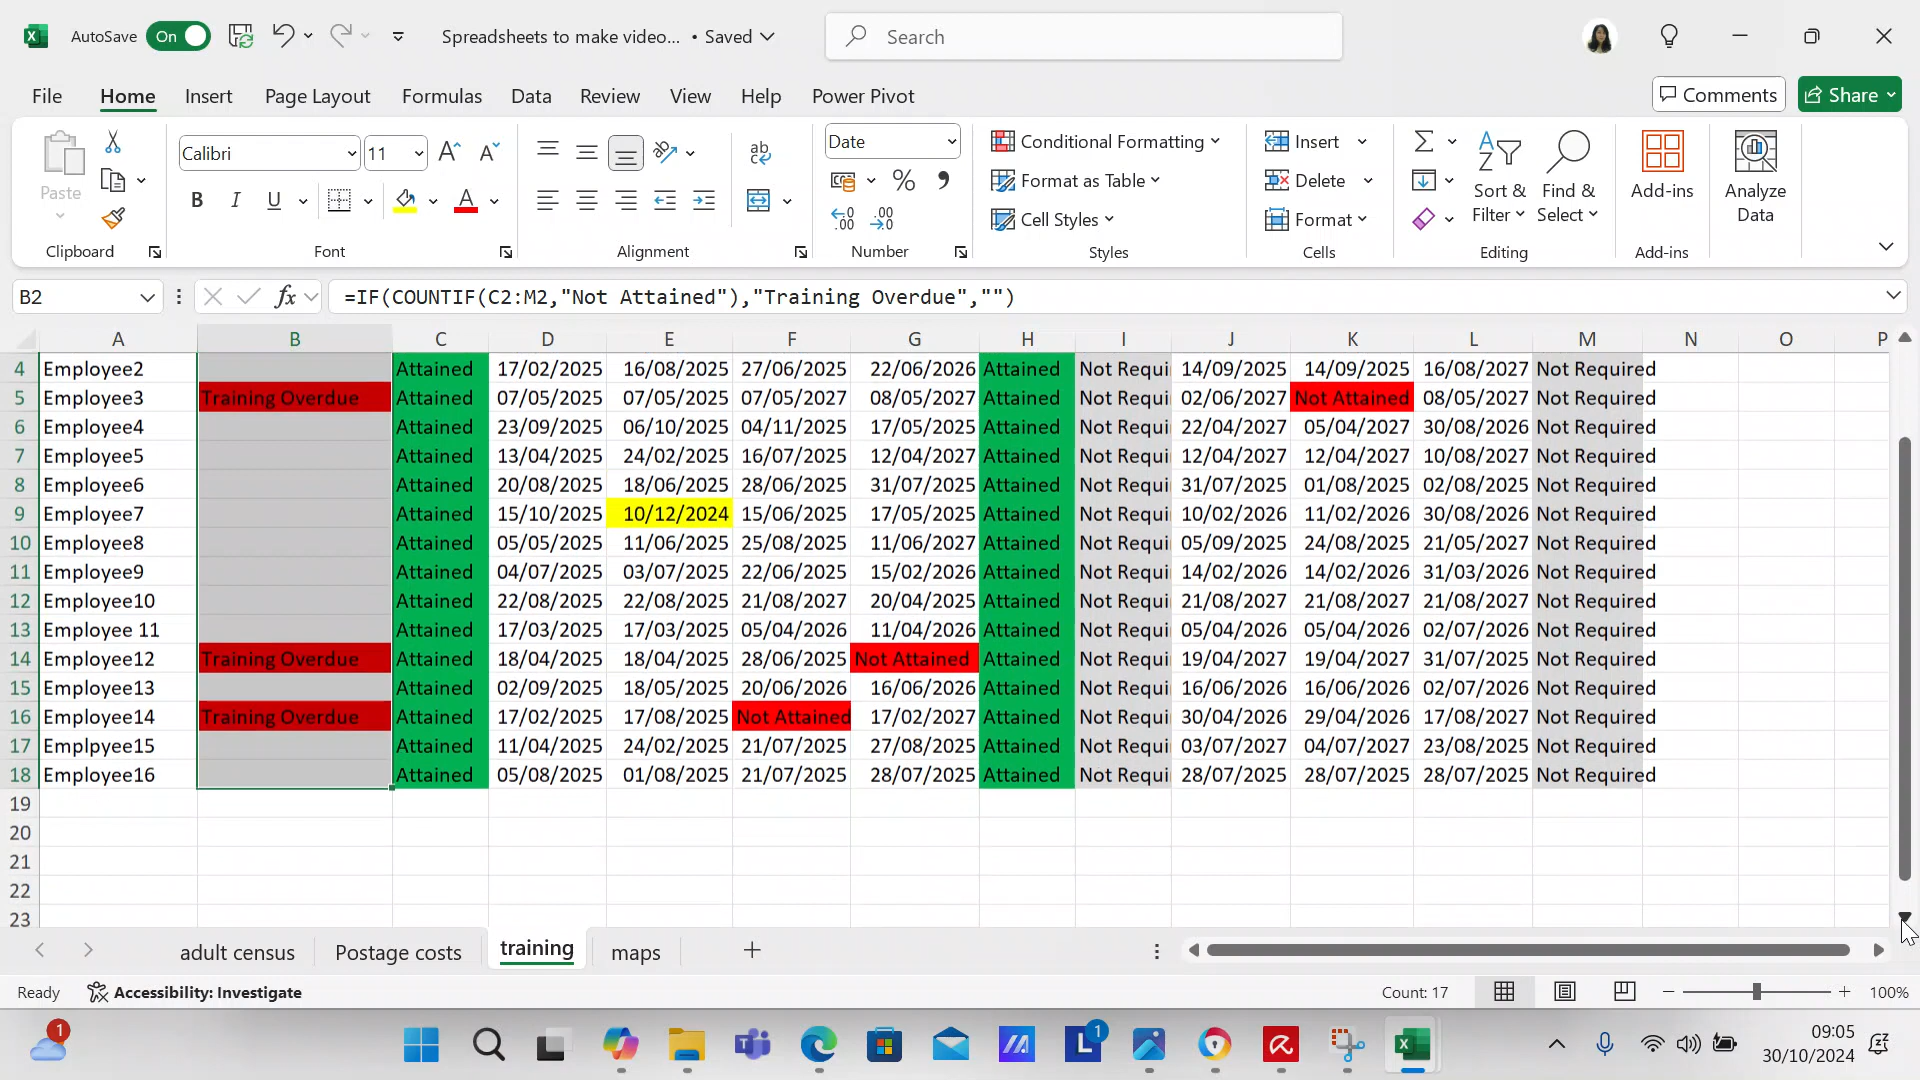 AutoSave On Spreadsheets to make video... • Saved Search
File Home Insert Page Layout Formulas Data Review View Help Power Pivot Comments Share
Paste Calibri 11 Date Conditional Formatting Insert
Format as Table Delete Sort & Filter Find & Select Add-ins Analyze Data
B I U Cell Styles Format
Clipboard Font Alignment Number Styles Cells Editing Add-ins
B2 fx =IF(COUNTIF(C2:M2,"Not Attained"),"Training Overdue","")
A B C D E F G H I J K L M N O P
4 Employee2 Attained 17/02/2025 16/08/2025 27/06/2025 22/06/2026 Attained Not Requi 14/09/2025 14/09/2025 16/08/2027 Not Required
5 Employee3 Training Overdue Attained 07/05/2025 07/05/2025 07/05/2027 08/05/2027 Attained Not Requi 02/06/2027 Not Attained 08/05/2027 Not Required
6 Employee4 Attained 23/09/2025 06/10/2025 04/11/2025 17/05/2025 Attained Not Requi 22/04/2027 05/04/2027 30/08/2026 Not Required
7 Employee5 Attained 13/04/2025 24/02/2025 16/07/2025 12/04/2027 Attained Not Requi 12/04/2027 12/04/2027 10/08/2027 Not Required
8 Employee6 Attained 20/08/2025 18/06/2025 28/06/2025 31/07/2025 Attained Not Requi 31/07/2025 01/08/2025 02/08/2025 Not Required
9 Employee7 Attained 15/10/2025 10/12/2024 15/06/2025 17/05/2025 Attained Not Requi 10/02/2026 11/02/2026 30/08/2026 Not Required
10 Employee8 Attained 05/05/2025 11/06/2025 25/08/2025 11/06/2027 Attained Not Requi 05/09/2025 24/08/2025 21/05/2027 Not Required
11 Employee9 Attained 04/07/2025 03/07/2025 22/06/2025 15/02/2026 Attained Not Requi 14/02/2026 14/02/2026 31/03/2026 Not Required
12 Employee10 Attained 22/08/2025 22/08/2025 21/08/2027 20/04/2025 Attained Not Requi 21/08/2027 21/08/2027 21/08/2027 Not Required
13 Employee 11 Attained 17/03/2025 17/03/2025 05/04/2026 11/04/2026 Attained Not Requi 05/04/2026 05/04/2026 02/07/2026 Not Required
14 Employee12 Training Overdue Attained 18/04/2025 18/04/2025 28/06/2025 Not Attained Attained Not Requi 19/04/2027 19/04/2027 31/07/2025 Not Required
15 Employee13 Attained 02/09/2025 18/05/2025 20/06/2026 16/06/2026 Attained Not Requi 16/06/2026 16/06/2026 02/07/2026 Not Required
16 Employee14 Training Overdue Attained 17/02/2025 17/08/2025 Not Attained 17/02/2027 Attained Not Requi 30/04/2026 29/04/2026 17/08/2027 Not Required
17 Emplpyee15 Attained 11/04/2025 24/02/2025 21/07/2025 27/08/2025 Attained Not Requi 03/07/2027 04/07/2027 23/08/2025 Not Required
18 Employee16 Attained 05/08/2025 01/08/2025 21/07/2025 28/07/2025 Attained Not Requi 28/07/2025 28/07/2025 28/07/2025 Not Required
19
20
21
22
23
adult census Postage costs training maps
Ready Accessibility: Investigate Count: 17 100%
1 1 09:05
30/10/2024